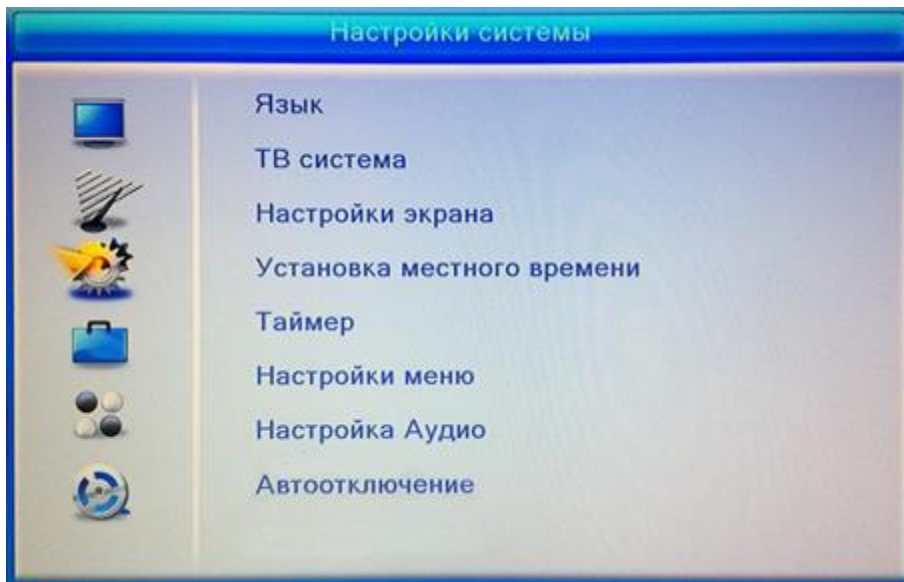 Настройки системы
Язык
ТВ система
Настройки экрана
Установка местного времени
Таймер
Настройки меню
Настройка Аудио
Автоотключение